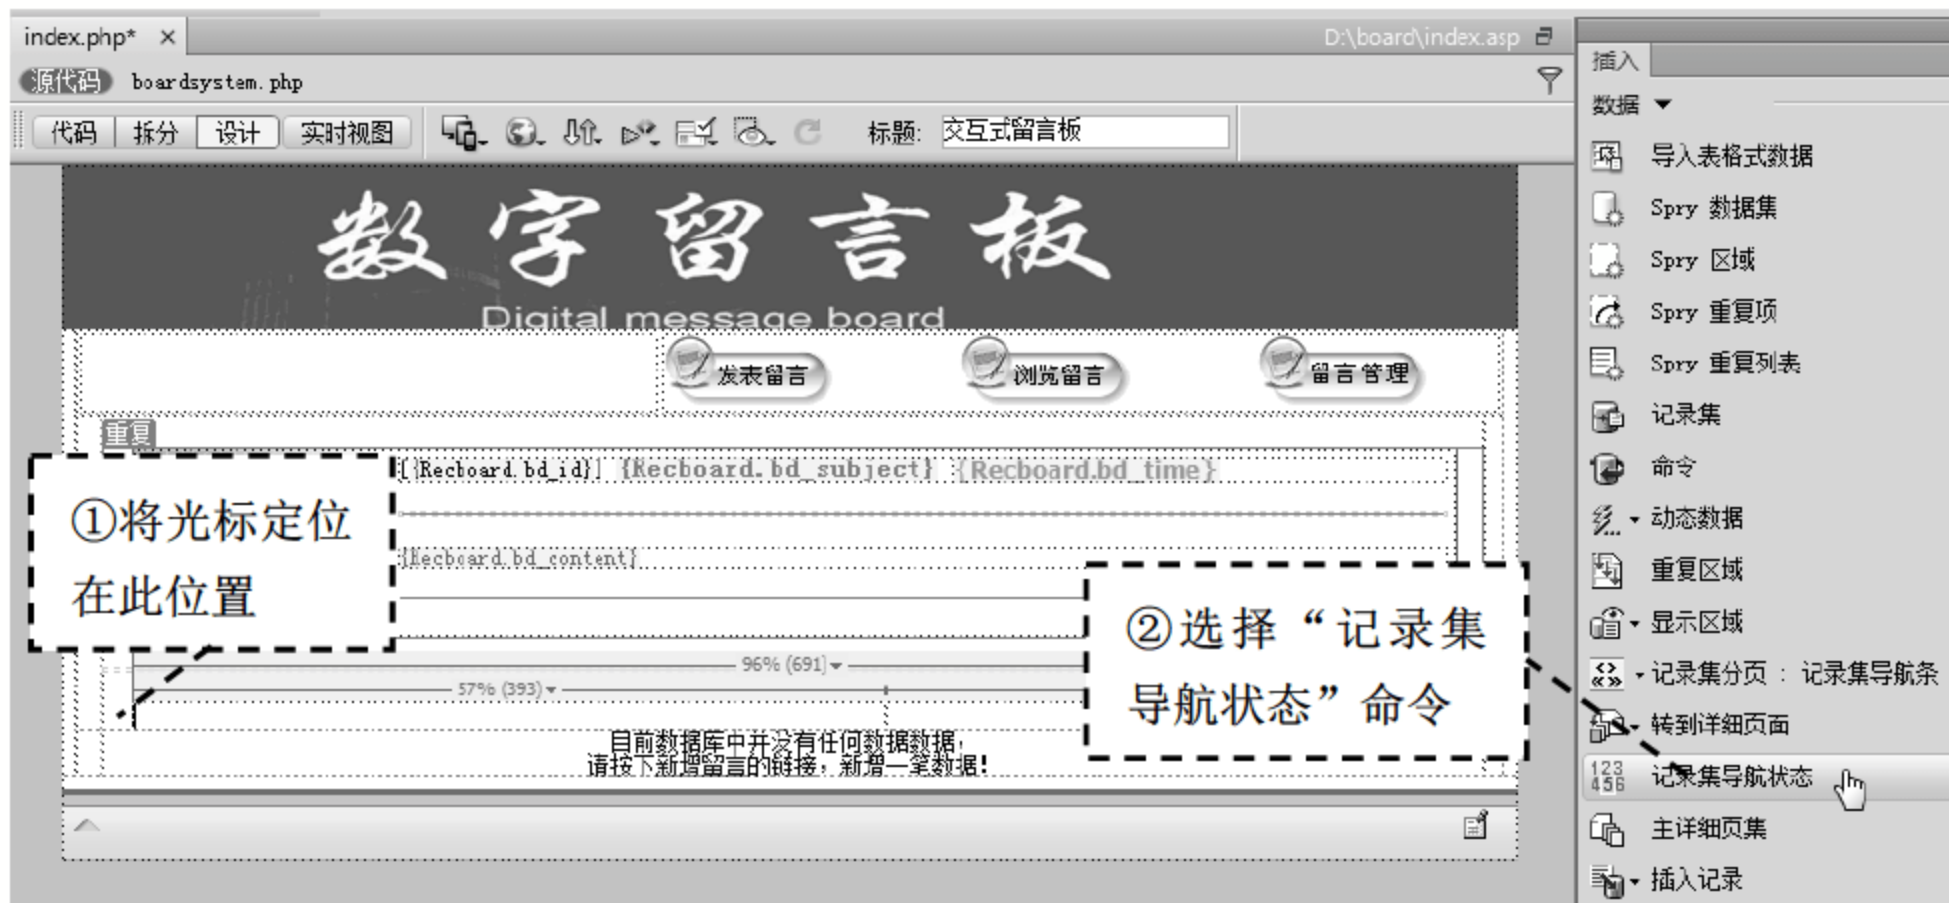 index.php* ×
D:\board\index.asp
源代码 boardsystem.php
代码 拆分 设计 实时视图 标题: 交互式留言板
数字留言板
Digital message board
发表留言 浏览留言 留言管理
重复
[{Recboard.bd_id}] {Recboard.bd_subject} {Recboard.bd_time}
{Recboard.bd_content}
①将光标定位
在此位置
②选择“记录集
导航状态”命令
96% (691)
57% (393)
目前数据库中并没有任何数据数据,
请按下新增留言的链接,新增一笔数据!
插入
数据
导入表格式数据
Spry 数据集
Spry 区域
Spry 重复项
Spry 重复列表
记录集
命令
动态数据
重复区域
显示区域
记录集分页 : 记录集导航条
转到详细页面
123
456
记录集导航状态
主详细页集
插入记录